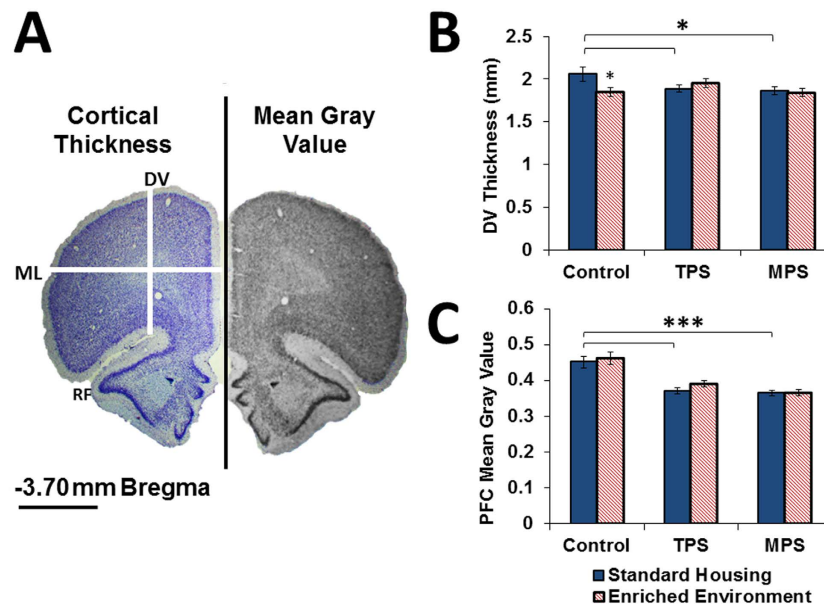 A
Cortical
Thickness
Mean Gray
Value
DV
ML
RF
-3.70 mm Bregma
B
*
*
DV Thickness (mm)
2.5
2
1.5
1
0.5
0
Control
TPS
MPS
C
***
PFC Mean Gray Value
0.6
0.5
0.4
0.3
0.2
0.1
0
Control
TPS
MPS
Standard Housing
Enriched Environment